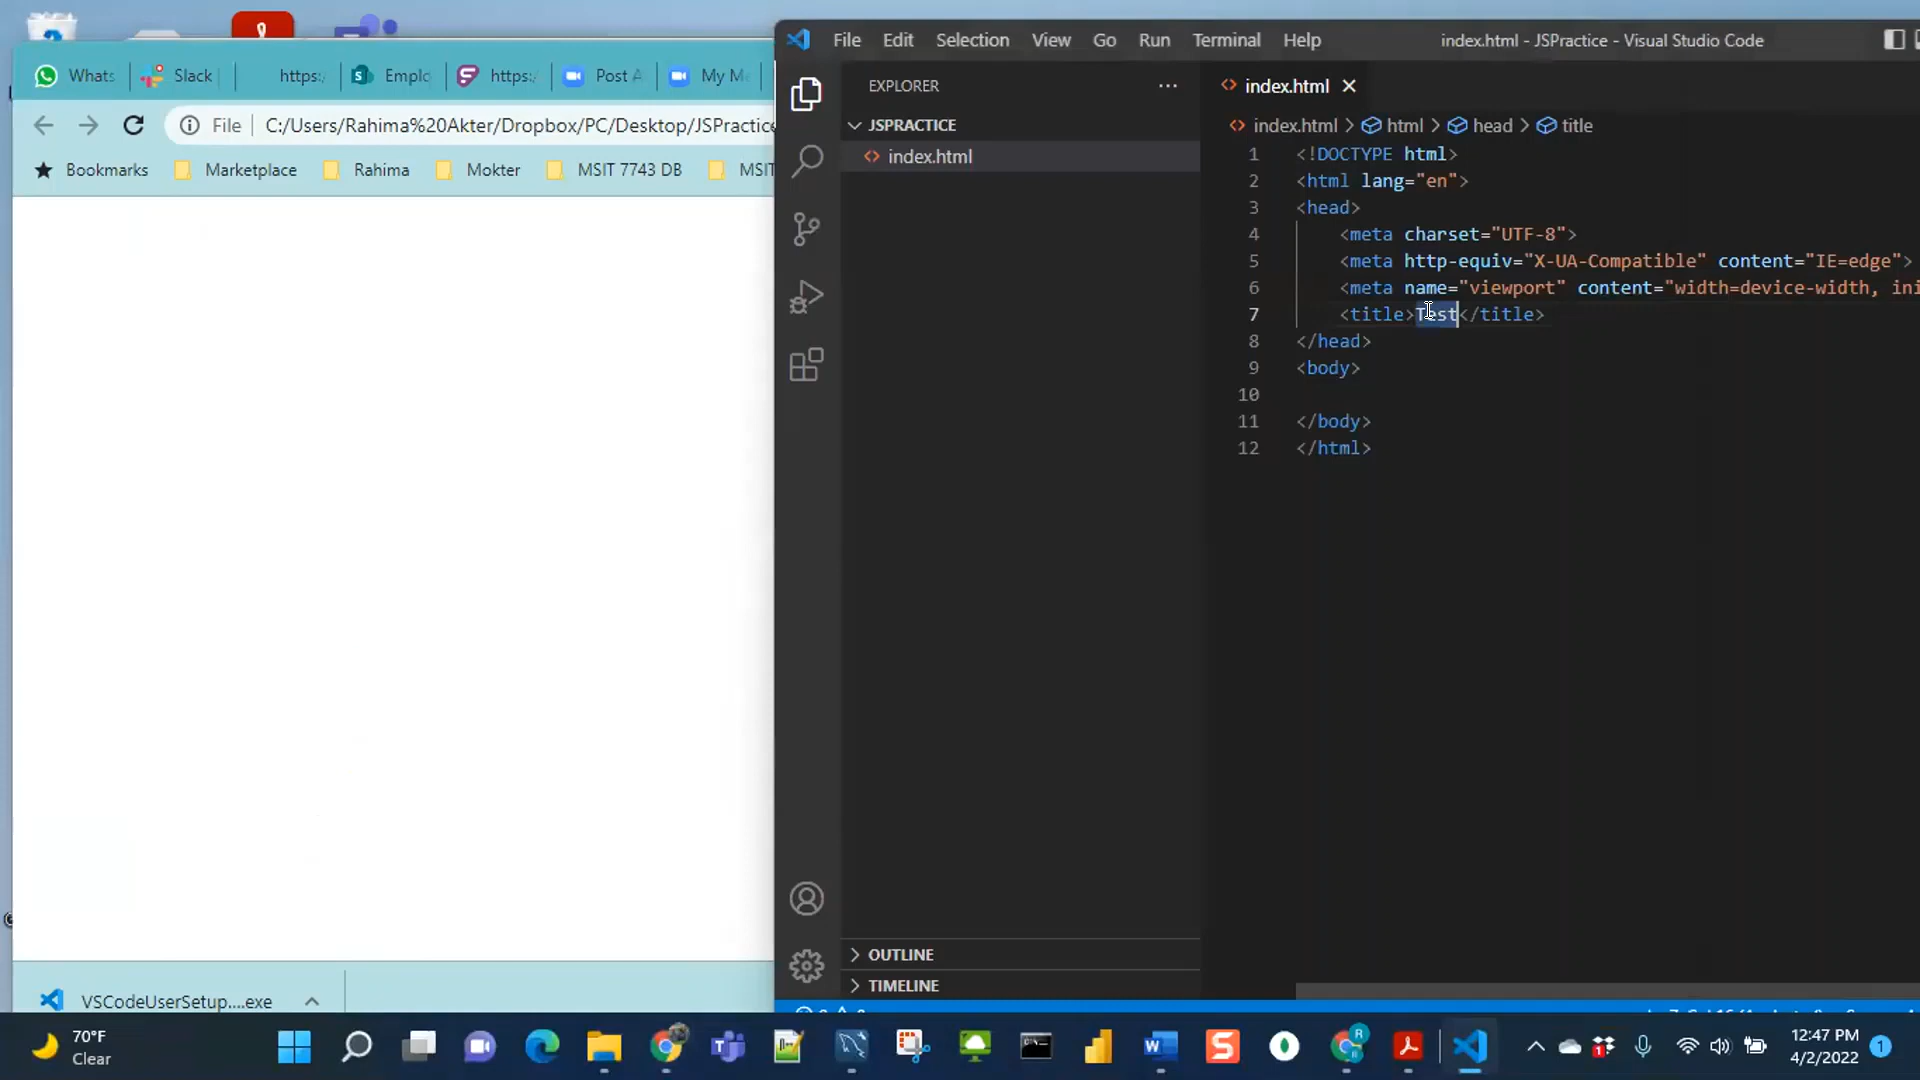 Whats
Slack
https:
Emplo
https:
Post A
My Me
File
C:/Users/Rahima%20Akter/Dropbox/PC/Desktop/JSPractice
Bookmarks
Marketplace
Rahima
Mokter
MSIT 7743 DB
MSIT
VSCodeUserSetup....exe
File Edit Selection View Go Run Terminal Help
index.html - JSPractice - Visual Studio Code
EXPLORER
JSPRACTICE
index.html
OUTLINE
TIMELINE
index.html
index.html > html > head > title
1 <!DOCTYPE html>
2 <html lang="en">
3 <head>
4 <meta charset="UTF-8">
5 <meta http-equiv="X-UA-Compatible" content="IE=edge">
6 <meta name="viewport" content="width=device-width, ini
7 <title>Test</title>
8 </head>
9 <body>
10
11 </body>
12 </html>
70°F
Clear
12:47 PM
4/2/2022
1